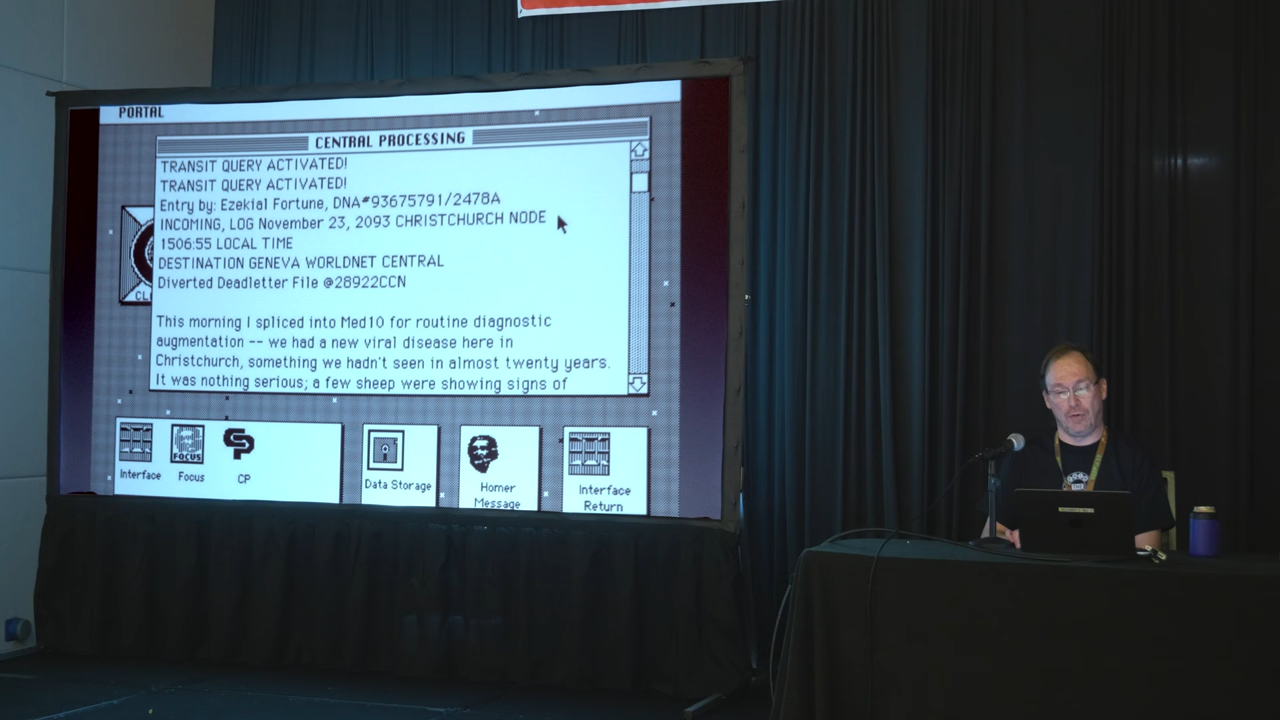 PORTAL
CENTRAL PROCESSING
TRANSIT QUERY ACTIVATED!
TRANSIT QUERY ACTIVATED!
Entry by: Ezekial Fortune, DNA#93675791/2478A
INCOMING, LOG November 23, 2093 CHRISTCHURCH NODE
1506:55 LOCAL TIME
DESTINATION GENEVA WORLDNET CENTRAL
Diverted Deadletter File @28922CCN
This morning I spliced into Med10 for routine diagnostic
augmentation -- we had a new viral disease here in
Christchurch, something we hadn't seen in almost twenty years.
It was nothing serious; a few sheep were showing signs of
CL
FOCUS
Interface
Focus
CP
Data Storage
Homer
Message
Interface
Return
THE